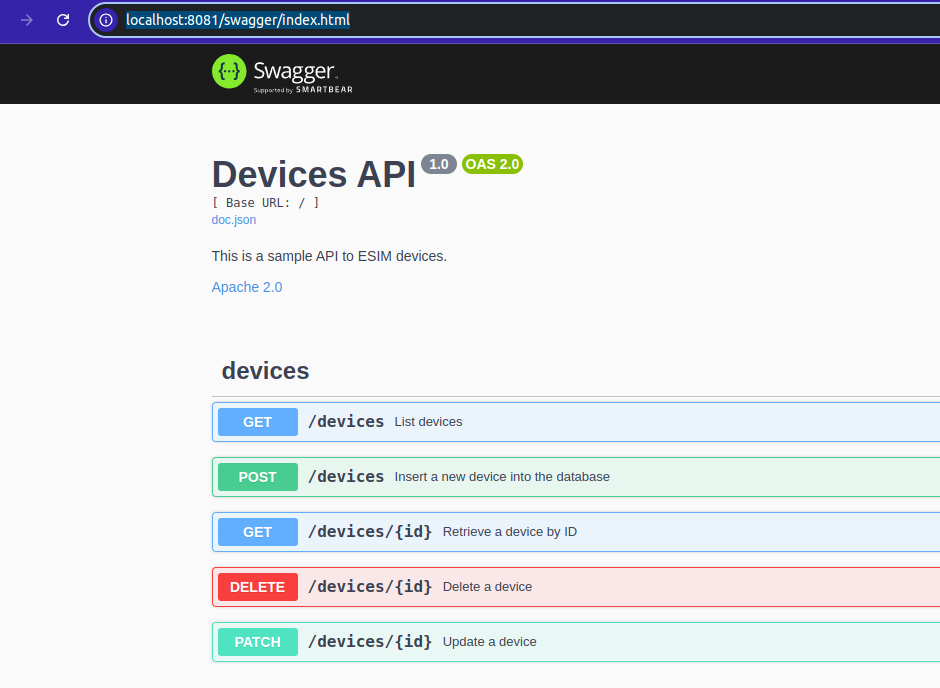 localhost:8081/swagger/index.html
{···} Swagger.
Supported by SMARTBEAR
Devices API 1.0 OAS 2.0
[ Base URL: / ]
doc.json
This is a sample API to ESIM devices.
Apache 2.0
devices
GET /devices List devices
POST /devices Insert a new device into the database
GET /devices/{id} Retrieve a device by ID
DELETE /devices/{id} Delete a device
PATCH /devices/{id} Update a device